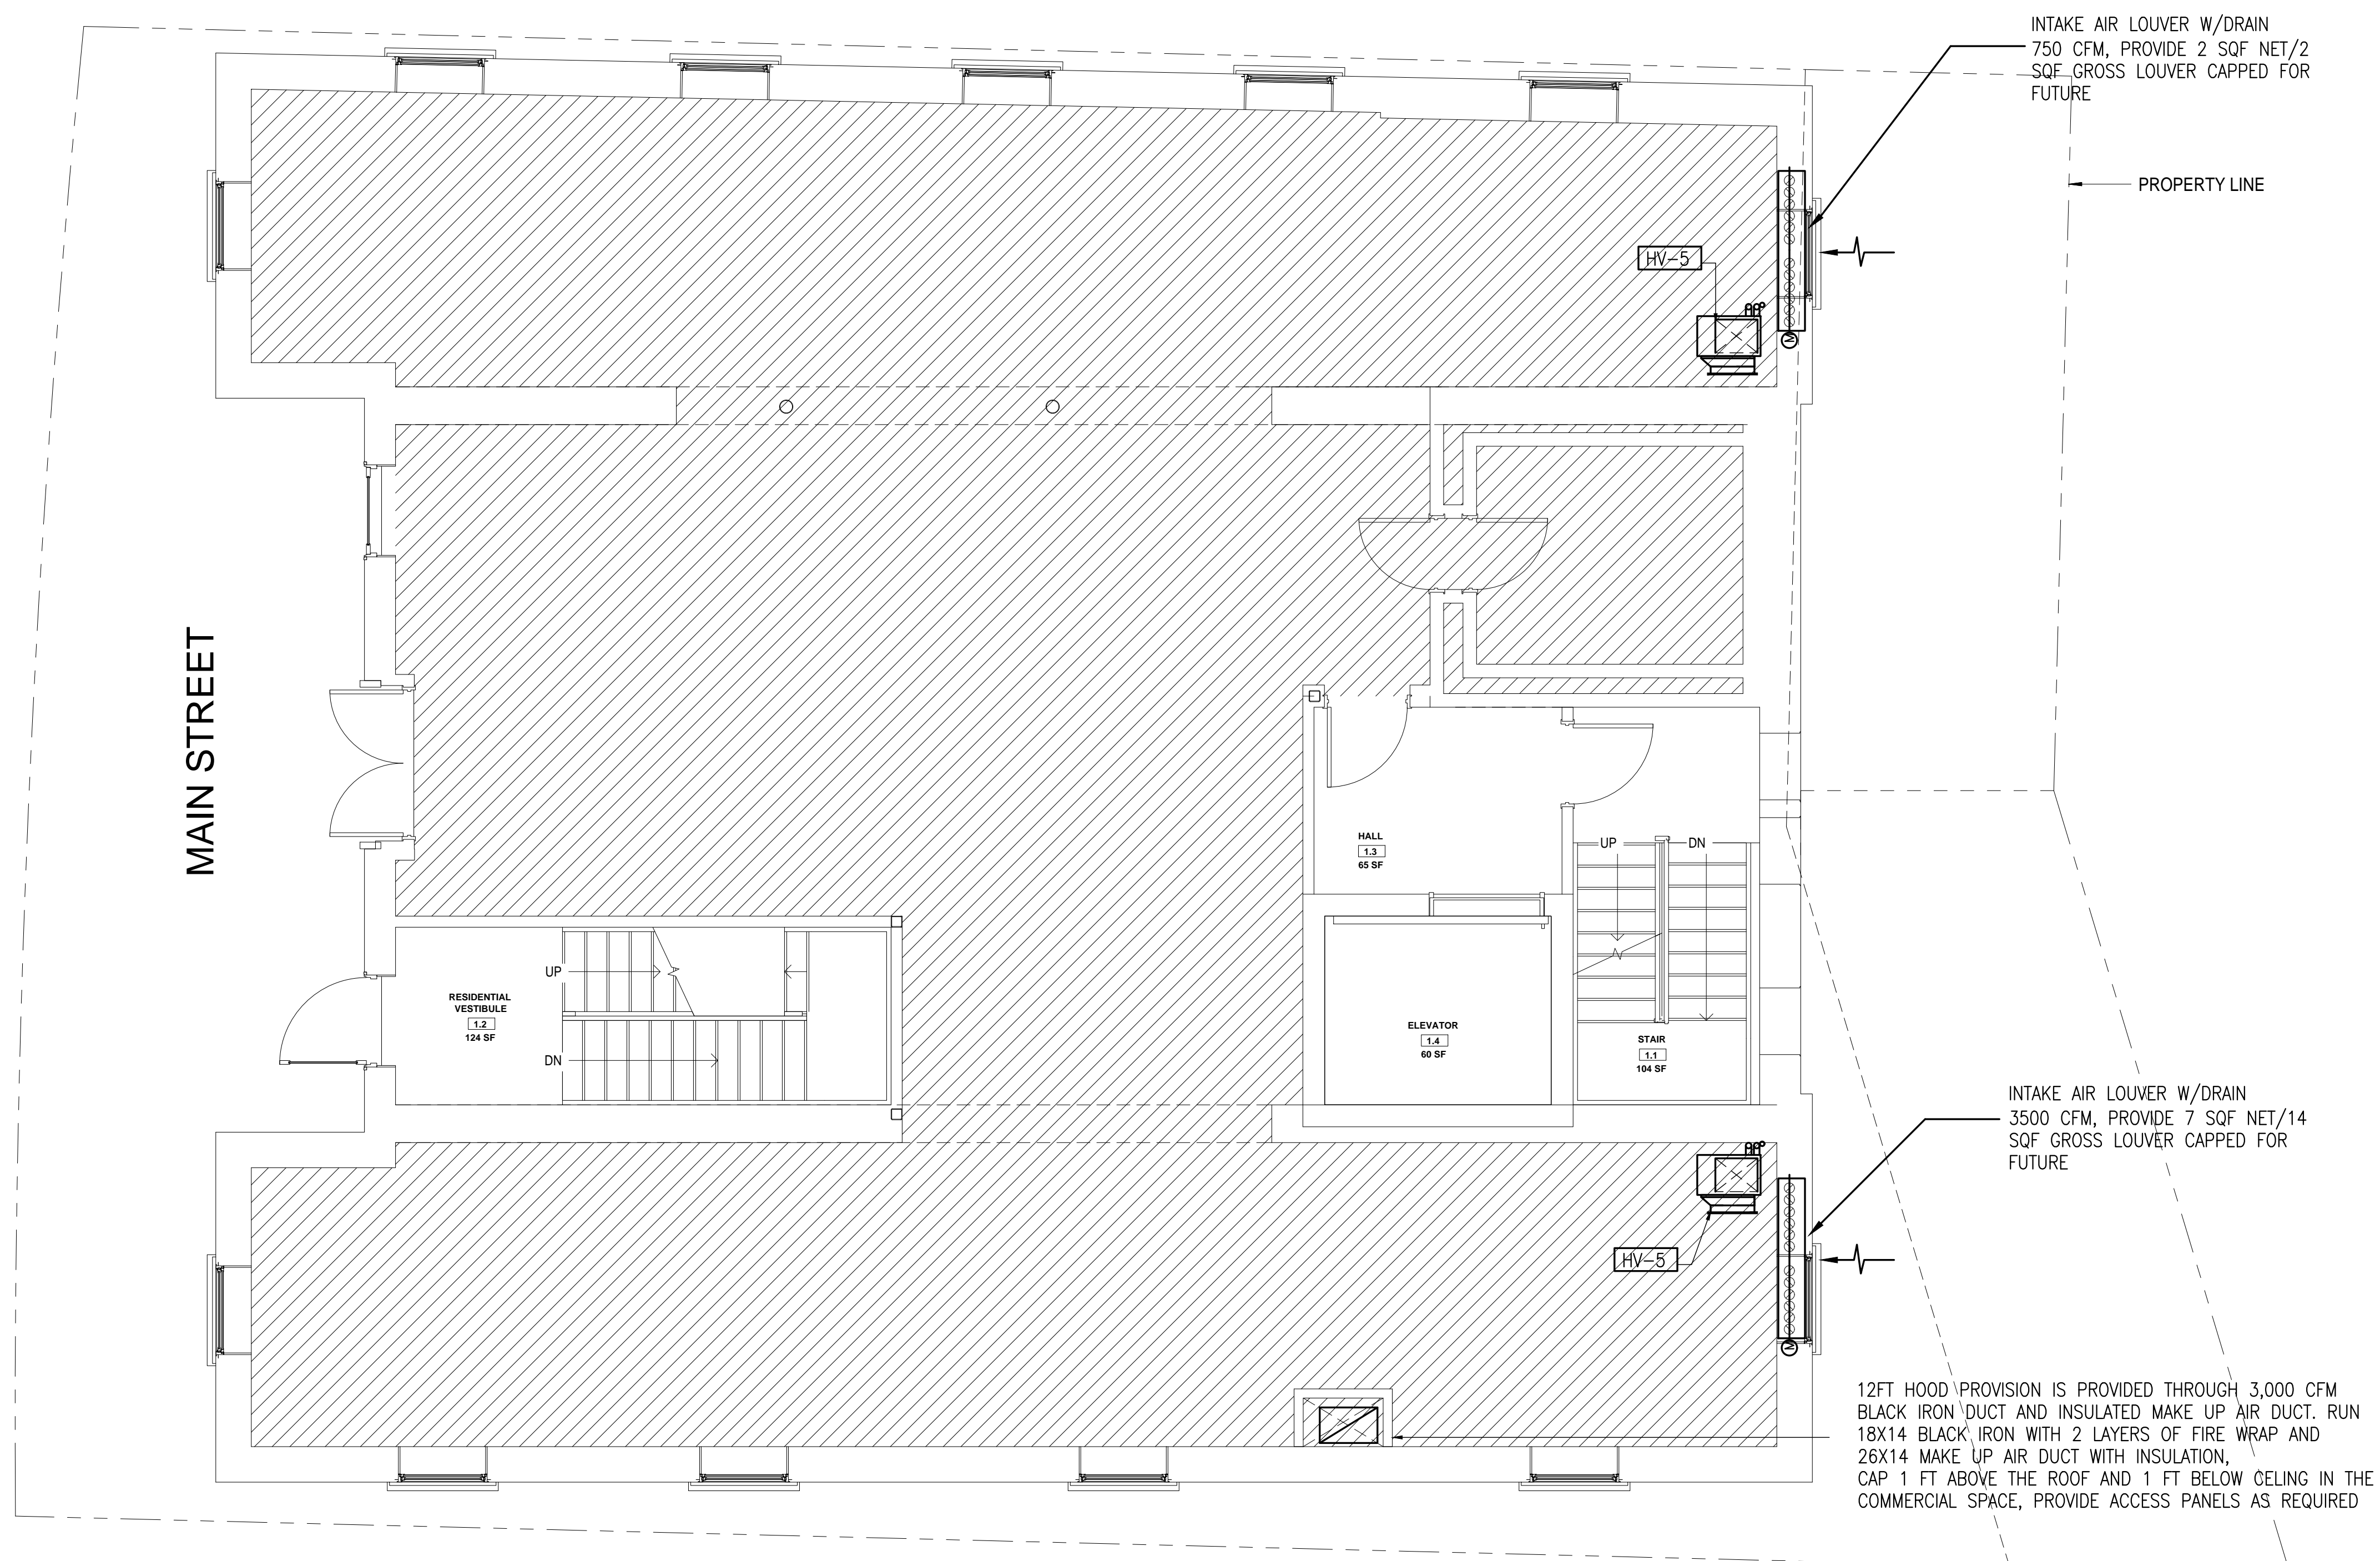 INTAKE AIR LOUVER W/DRAIN
750 CFM, PROVIDE 2 SQF NET/2
SQF GROSS LOUVER CAPPED FOR
FUTURE
PROPERTY LINE
HV-5
M
MAIN STREET
HALL
1.3
65 SF
UP
DN
UP
DN
RESIDENTIAL
VESTIBULE
1.2
124 SF
ELEVATOR
1.4
60 SF
STAIR
1.1
104 SF
INTAKE AIR LOUVER W/DRAIN
3500 CFM, PROVIDE 7 SQF NET/14
SQF GROSS LOUVER CAPPED FOR
FUTURE
HV-5
M
12FT HOOD PROVISION IS PROVIDED THROUGH 3,000 CFM
BLACK IRON DUCT AND INSULATED MAKE UP AIR DUCT. RUN
18X14 BLACK IRON WITH 2 LAYERS OF FIRE WRAP AND
26X14 MAKE UP AIR DUCT WITH INSULATION,
CAP 1 FT ABOVE THE ROOF AND 1 FT BELOW CELING IN THE
COMMERCIAL SPACE, PROVIDE ACCESS PANELS AS REQUIRED